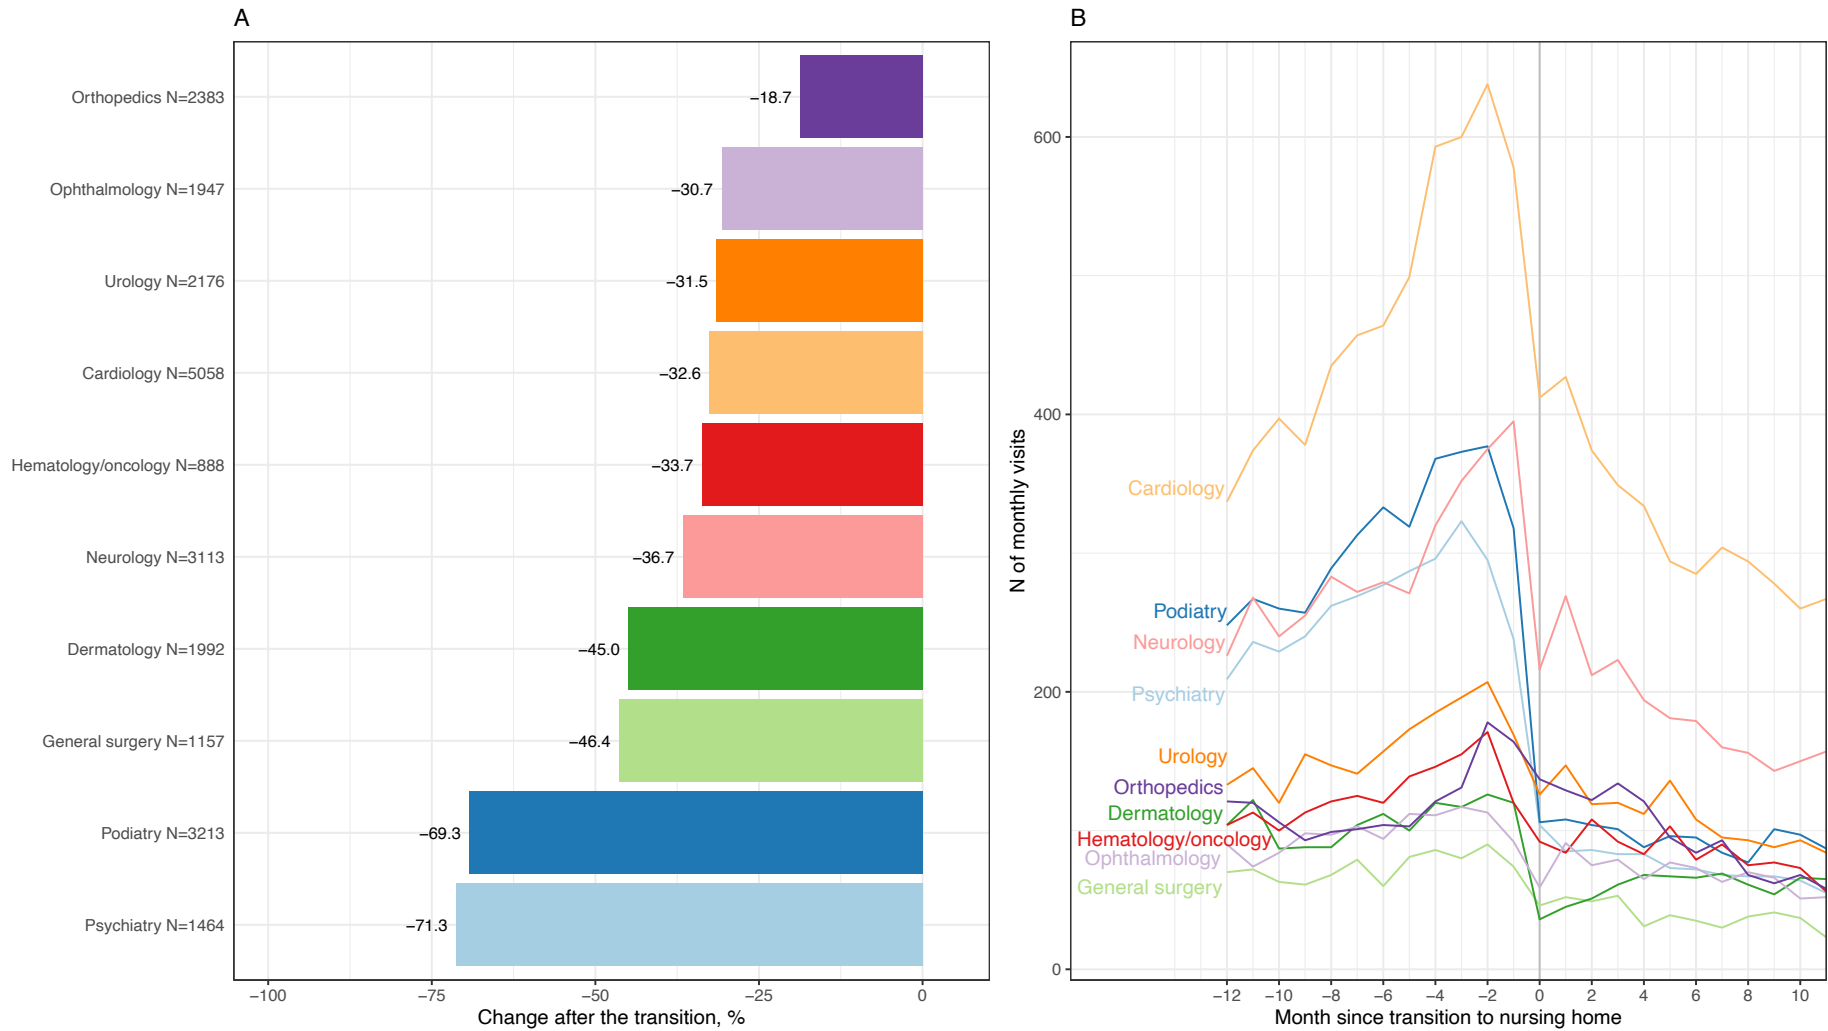 A
Orthopedics N=2383
−18.7
Ophthalmology N=1947
−30.7
Urology N=2176
−31.5
Cardiology N=5058
−32.6
Hematology/oncology N=888
−33.7
Neurology N=3113
−36.7
Dermatology N=1992
−45.0
General surgery N=1157
−46.4
Podiatry N=3213
−69.3
Psychiatry N=1464
−71.3
−100 −75 −50 −25 0
Change after the transition, %
B
N of monthly visits
600
400
200
0
Cardiology
Podiatry
Neurology
Psychiatry
Urology
Orthopedics
Dermatology
Hematology/oncology
Ophthalmology
General surgery
−12 −10 −8 −6 −4 −2 0 2 4 6 8 10
Month since transition to nursing home